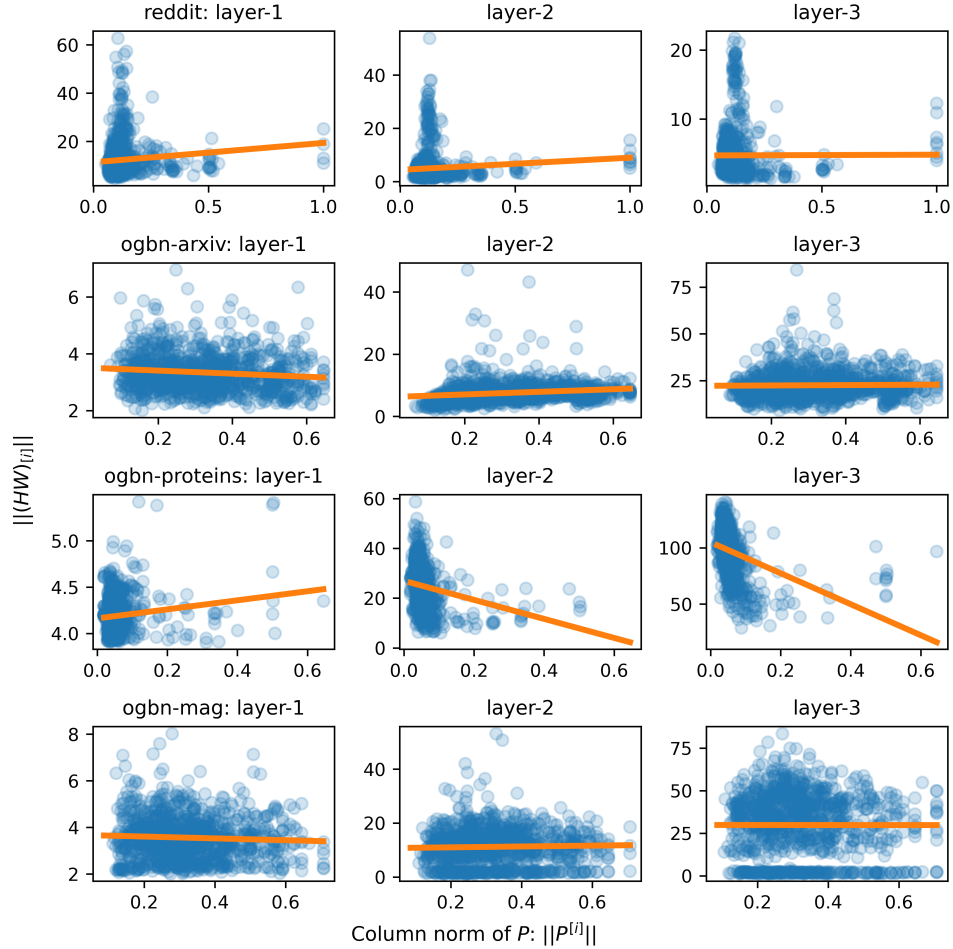 reddit: layer-1 layer-2 layer-3
60 40 20
40 20 0
20 10
0.0 0.5 1.0 0.0 0.5 1.0 0.0 0.5 1.0
ogbn-arxiv: layer-1 layer-2 layer-3
6 4 2
40 20 0
75 50 25
0.2 0.4 0.6 0.2 0.4 0.6 0.2 0.4 0.6
||(HW)[i]||
ogbn-proteins: layer-1 layer-2 layer-3
5.0 4.5 4.0
60 40 20 0
100 50
0.0 0.2 0.4 0.6 0.0 0.2 0.4 0.6 0.0 0.2 0.4 0.6
ogbn-mag: layer-1 layer-2 layer-3
8 6 4 2
40 20 0
75 50 25 0
0.2 0.4 0.6 0.2 0.4 0.6 0.2 0.4 0.6
Column norm of P: ||P[i]||